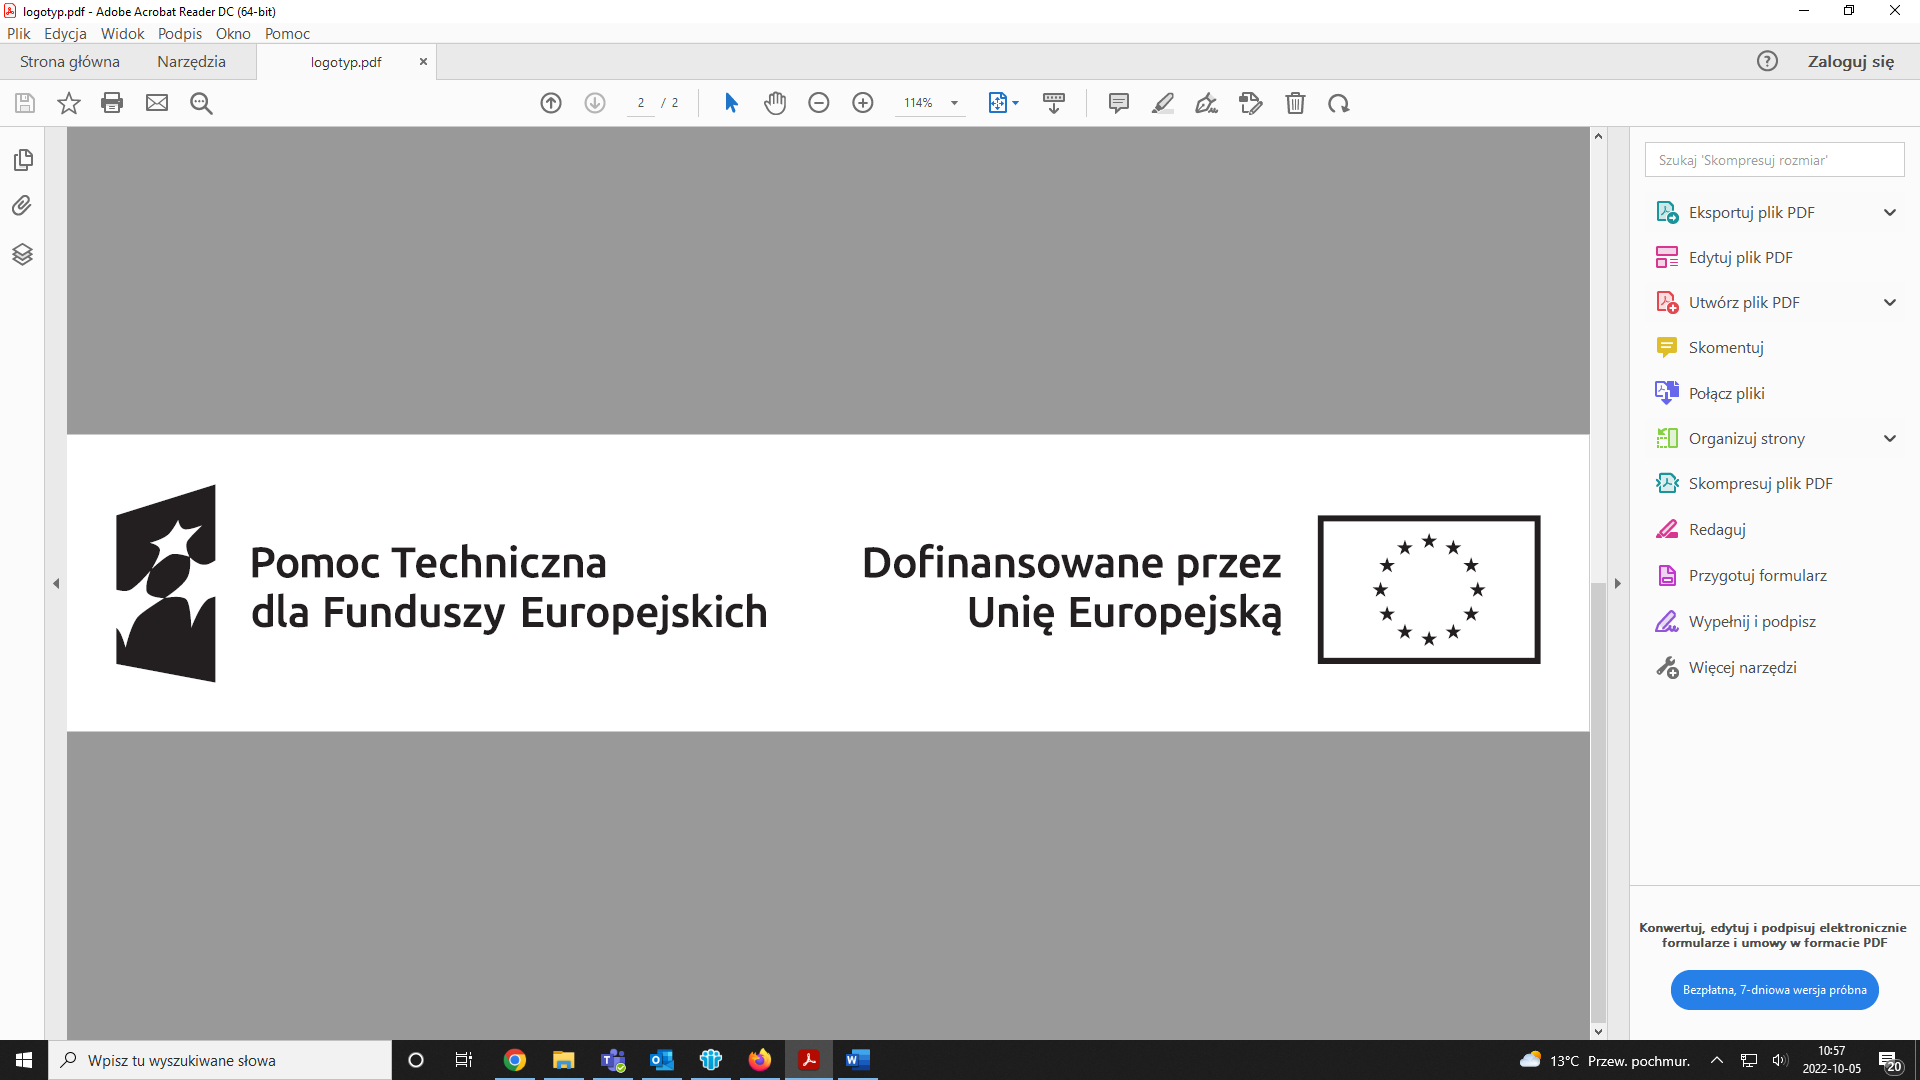 logotyp.pdf - Adobe Acrobat Reader DC (64-bit)
Plik Edycja Widok Podpis Okno Pomoc
Strona główna Narzędzia logotyp.pdf Zaloguj się
2 / 2 114%
Szukaj 'Skompresuj rozmiar'
Eksportuj plik PDF
Edytuj plik PDF
Utwórz plik PDF
Skomentuj
Połącz pliki
Organizuj strony
Skompresuj plik PDF
Redaguj
Przygotuj formularz
Wypełnij i podpisz
Więcej narzędzi
Pomoc Techniczna
dla Funduszy Europejskich
Dofinansowane przez
Unię Europejską
Konwertuj, edytuj i podpisuj elektronicznie
formularze i umowy w formacie PDF
Bezpłatna, 7-dniowa wersja próbna
Wpisz tu wyszukiwane słowa
13°C Przew. pochmur.
10:57
2022-10-05
20